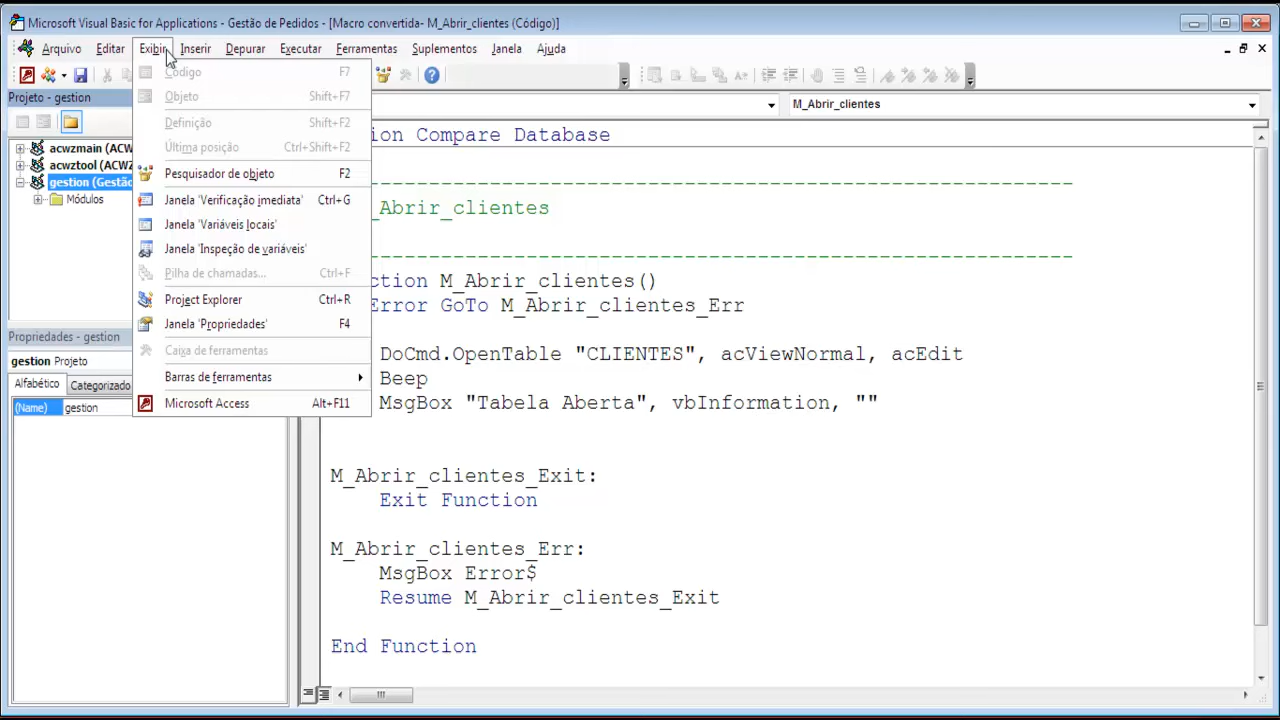 Microsoft Visual Basic for Applications - Gestão de Pedidos - [Macro convertida- M_Abrir_clientes (Código)]
Arquivo Editar Exibir Inserir Depurar Executar Ferramentas Suplementos Janela Ajuda
Projeto - gestion
acwzmain (ACW
acwztool (ACWZ
gestion (Gestão
Módulos
Código F7
Objeto Shift+F7
Definição Shift+F2
Última posição Ctrl+Shift+F2
Pesquisador de objeto F2
Janela 'Verificação imediata' Ctrl+G
Janela 'Variáveis locais'
Janela 'Inspeção de variáveis'
Pilha de chamadas... Ctrl+F
Project Explorer Ctrl+R
Janela 'Propriedades' F4
Caixa de ferramentas
Barras de ferramentas
Microsoft Access Alt+F11
Propriedades - gestion
gestion Projeto
Alfabético Categorizado
(Name) gestion
M_Abrir_clientes
ion Compare Database
_Abrir_clientes
ction M_Abrir_clientes()
Error GoTo M_Abrir_clientes_Err
DoCmd.OpenTable "CLIENTES", acViewNormal, acEdit
Beep
MsgBox "Tabela Aberta", vbInformation, ""
M_Abrir_clientes_Exit:
Exit Function
M_Abrir_clientes_Err:
MsgBox Error$
Resume M_Abrir_clientes_Exit
End Function